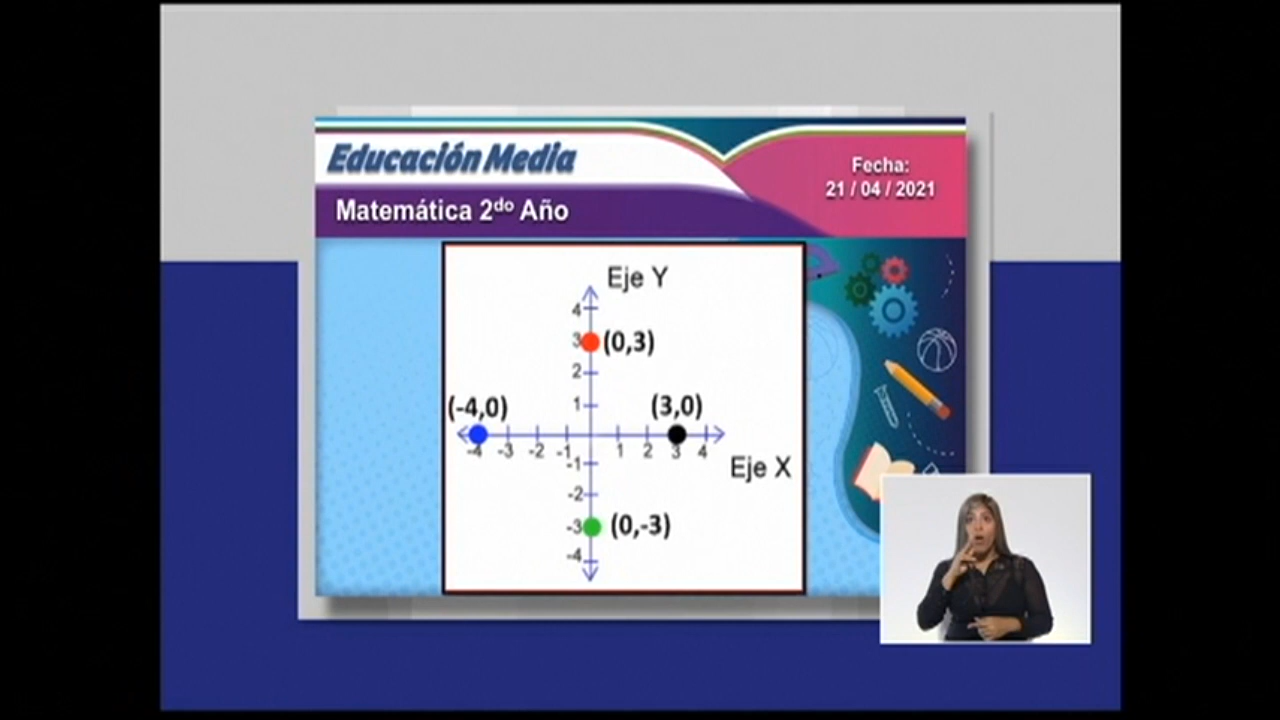 Educación Media
Fecha:
21 / 04 / 2021
Matemática 2do Año
Eje Y
4
3
(0,3)
2
1
(-4,0)
(3,0)
-4 -3 -2 -1 1 2 3 4
Eje X
-1
-2
-3
(0,-3)
-4